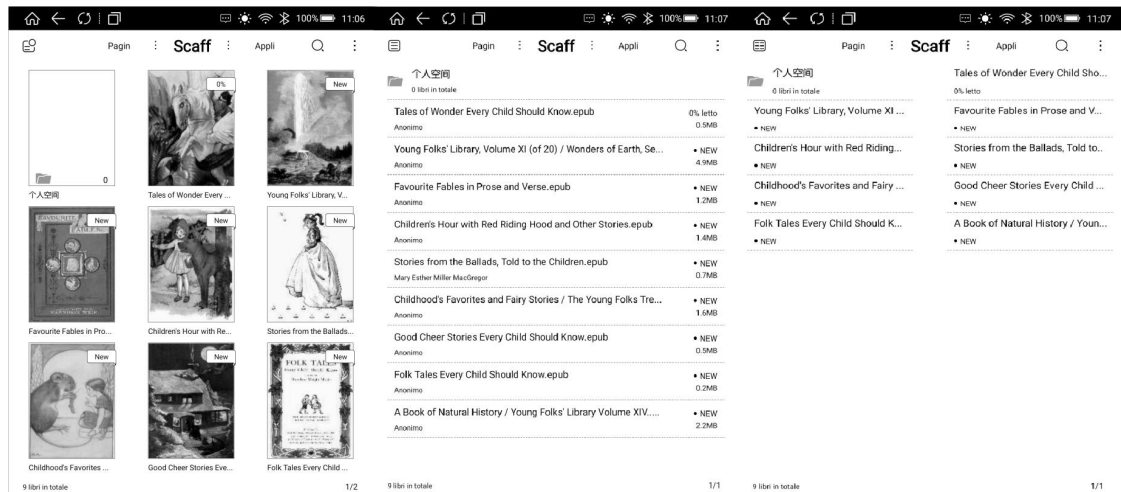 100% 11:06
Pagin Scaff Appli
0%
New
0
个人空间
Tales of Wonder Every ...
Young Folks' Library, V...
New
New
New
Favourite Fables in Pro...
Children's Hour with Re...
Stories from the Ballads...
New
New
New
FOLK TALES
Childhood's Favorites ...
Good Cheer Stories Eve...
Folk Tales Every Child ...
9 libri in totale
1/2
100% 11:07
Pagin Scaff Appli
个人空间
0 libri in totale
Tales of Wonder Every Child Should Know.epub
0% letto
Anonimo
0.5MB
Young Folks' Library, Volume XI (of 20) / Wonders of Earth, Se...
• NEW
Anonimo
4.9MB
Favourite Fables in Prose and Verse.epub
• NEW
Anonimo
1.2MB
Children's Hour with Red Riding Hood and Other Stories.epub
• NEW
Anonimo
1.4MB
Stories from the Ballads, Told to the Children.epub
• NEW
Mary Esther Miller MacGregor
0.7MB
Childhood's Favorites and Fairy Stories / The Young Folks Tre...
• NEW
Anonimo
1.6MB
Good Cheer Stories Every Child Should Know.epub
• NEW
Anonimo
0.5MB
Folk Tales Every Child Should Know.epub
• NEW
Anonimo
0.2MB
A Book of Natural History / Young Folks' Library Volume XIV.....
• NEW
Anonimo
2.2MB
9 libri in totale
1/1
100% 11:07
Pagin Scaff Appli
个人空间
0 libri in totale
Tales of Wonder Every Child Sho...
0% letto
Young Folks' Library, Volume XI ...
• NEW
Favourite Fables in Prose and V...
• NEW
Children's Hour with Red Riding...
• NEW
Stories from the Ballads, Told to..
• NEW
Childhood's Favorites and Fairy ...
• NEW
Good Cheer Stories Every Child ...
• NEW
Folk Tales Every Child Should K...
• NEW
A Book of Natural History / Youn...
• NEW
9 libri in totale
1/1